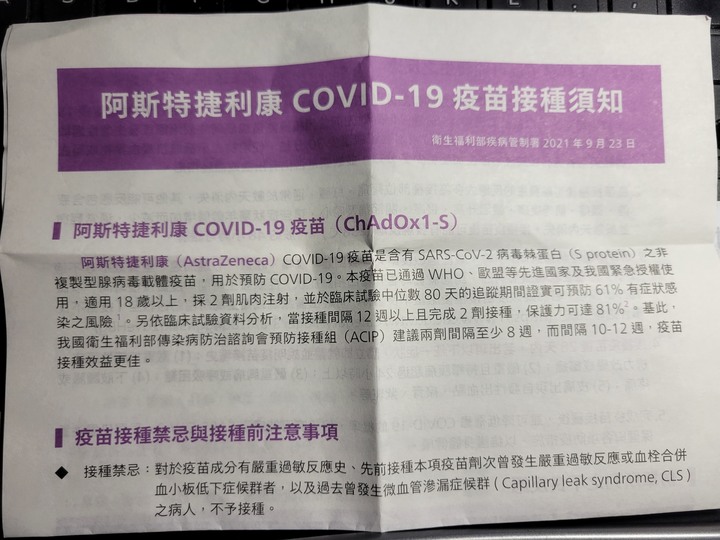 阿斯特捷利康 COVID-19 疫苗接種須知
衛生福利部疾病管制署 2021 年 9 月 23 日
阿斯特捷利康 COVID-19 疫苗（ChAdOx1-S）
阿斯特捷利康（AstraZeneca）COVID-19 疫苗是含有 SARS-CoV-2 病毒棘蛋白（S protein）之非
複製型腺病毒載體疫苗，用於預防 COVID-19。本疫苗已通過 WHO、歐盟等先進國家及我國緊急授權使
用，適用 18 歲以上，採 2 劑肌肉注射，並於臨床試驗中位數 80 天的追蹤期間證實可預防 61% 有症狀感
染之風險 1。另依臨床試驗資料分析，當接種間隔 12 週以上且完成 2 劑接種，保護力可達 81%2。基此，
我國衛生福利部傳染病防治諮詢會預防接種組（ACIP）建議兩劑間隔至少 8 週，而間隔 10-12 週，疫苗
接種效益更佳。
疫苗接種禁忌與接種前注意事項
◆ 接種禁忌：對於疫苗成分有嚴重過敏反應史、先前接種本項疫苗劑次曾發生嚴重過敏反應或血栓合併
血小板低下症候群者，以及過去曾發生微血管滲漏症候群 ( Capillary leak syndrome, CLS )
之病人，不予接種。